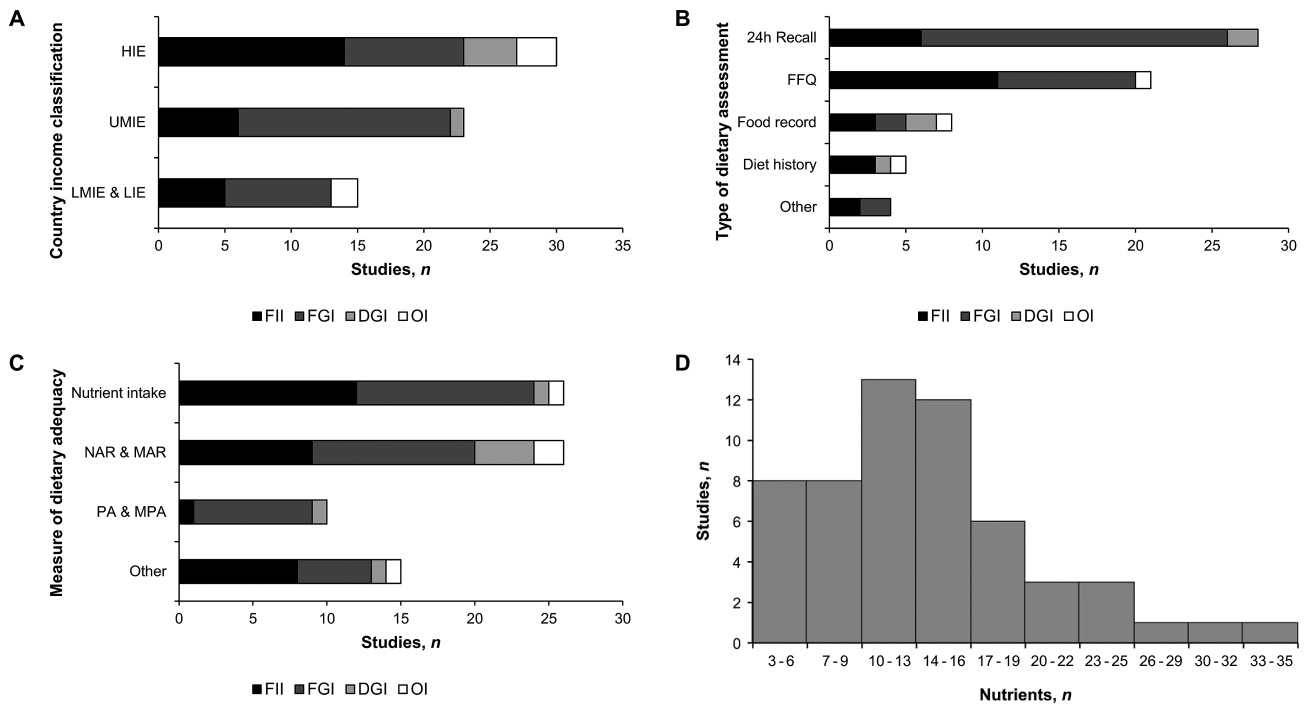 A
Country income classification
HIE
UMIE
LMIE & LIE
0 5 10 15 20 25 30 35
Studies, n
FII FGI DGI OI
B
Type of dietary assessment
24h Recall
FFQ
Food record
Diet history
Other
0 5 10 15 20 25 30
Studies, n
FII FGI DGI OI
C
Measure of dietary adequacy
Nutrient intake
NAR & MAR
PA & MPA
Other
0 5 10 15 20 25 30
Studies, n
FII FGI DGI OI
D
Studies, n
14
12
10
8
6
4
2
0
3 - 6 7 - 9 10 - 13 14 - 16 17 - 19 20 - 22 23 - 25 26 - 29 30 - 32 33 - 35
Nutrients, n